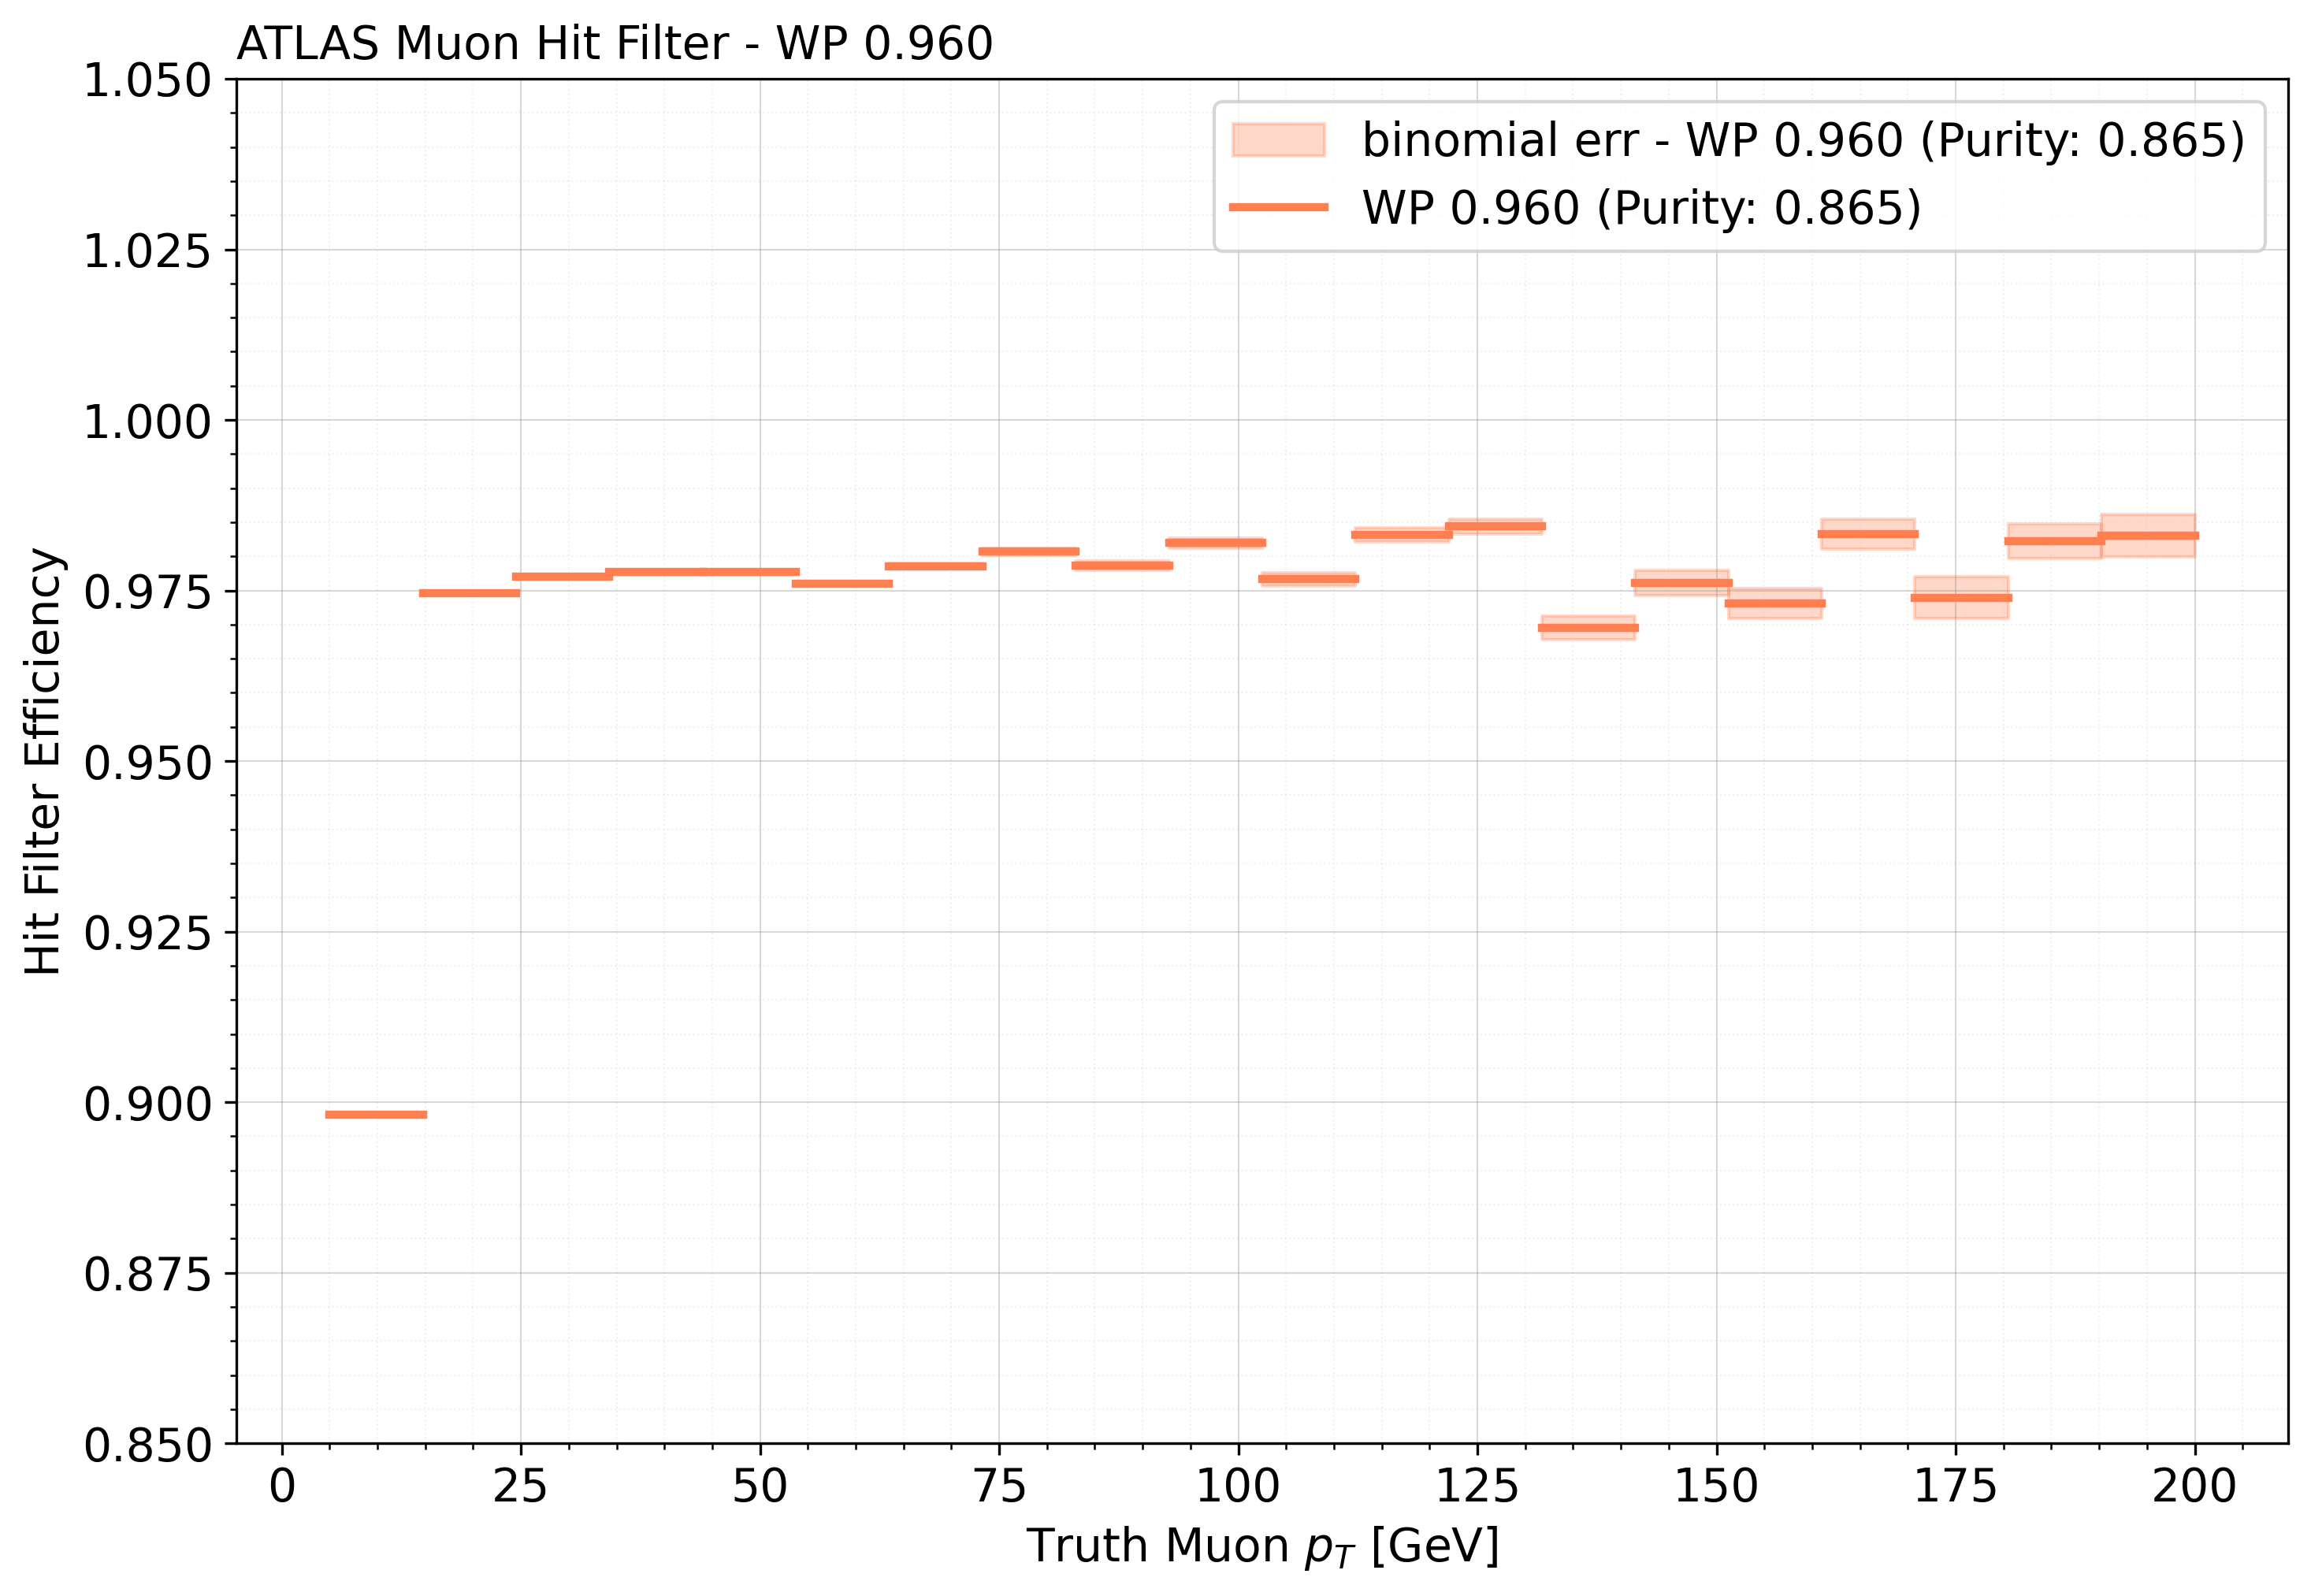 ATLAS Muon Hit Filter - WP 0.960
1.050
1.025
1.000
0.975
0.950
0.925
0.900
0.875
0.850
Hit Filter Efficiency
binomial err - WP 0.960 (Purity: 0.865)
WP 0.960 (Purity: 0.865)
0 25 50 75 100 125 150 175 200
Truth Muon p_T [GeV]